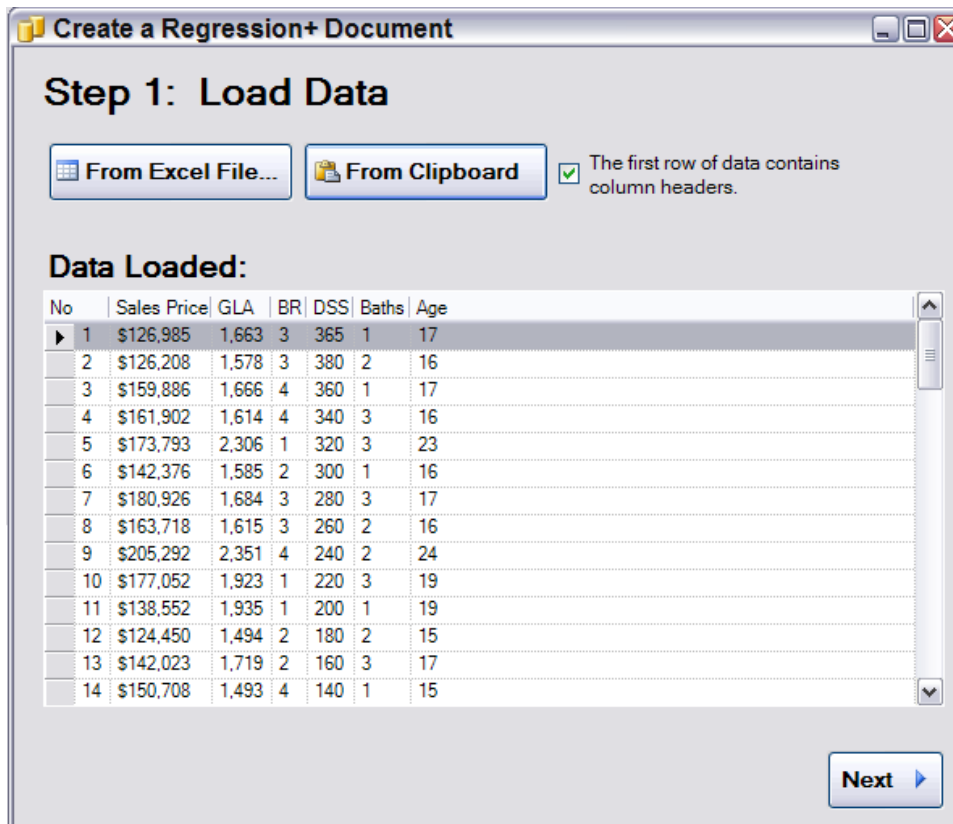 Create a Regression+ Document
Step 1: Load Data
From Excel File... From Clipboard The first row of data contains
column headers.
Data Loaded:
No Sales Price GLA BR DSS Baths Age
1 $126,985 1,663 3 365 1 17
2 $126,208 1,578 3 380 2 16
3 $159,886 1,666 4 360 1 17
4 $161,902 1,614 4 340 3 16
5 $173,793 2,306 1 320 3 23
6 $142,376 1,585 2 300 1 16
7 $180,926 1,684 3 280 3 17
8 $163,718 1,615 3 260 2 16
9 $205,292 2,351 4 240 2 24
10 $177,052 1,923 1 220 3 19
11 $138,552 1,935 1 200 1 19
12 $124,450 1,494 2 180 2 15
13 $142,023 1,719 2 160 3 17
14 $150,708 1,493 4 140 1 15
Next